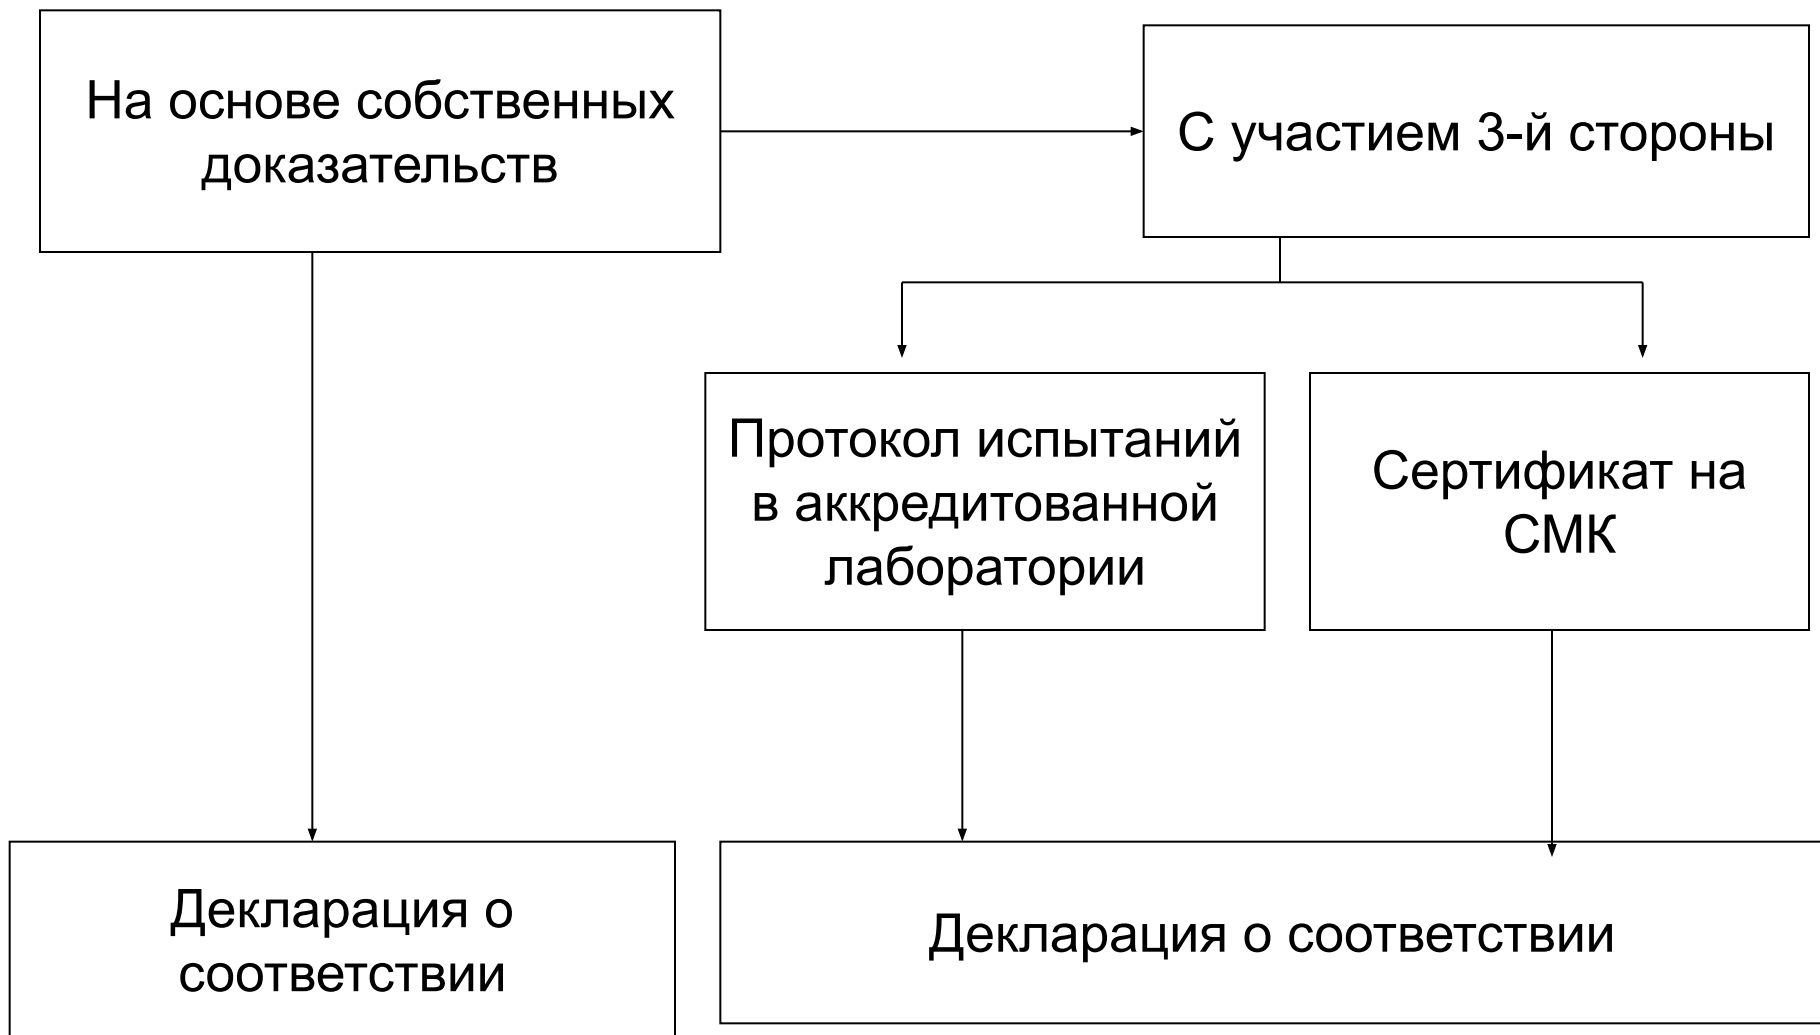 На основе собственных
доказательств
С участием 3-й стороны
Протокол испытаний
в аккредитованной
лаборатории
Сертификат на
СМК
Декларация о
соответствии
Декларация о соответствии